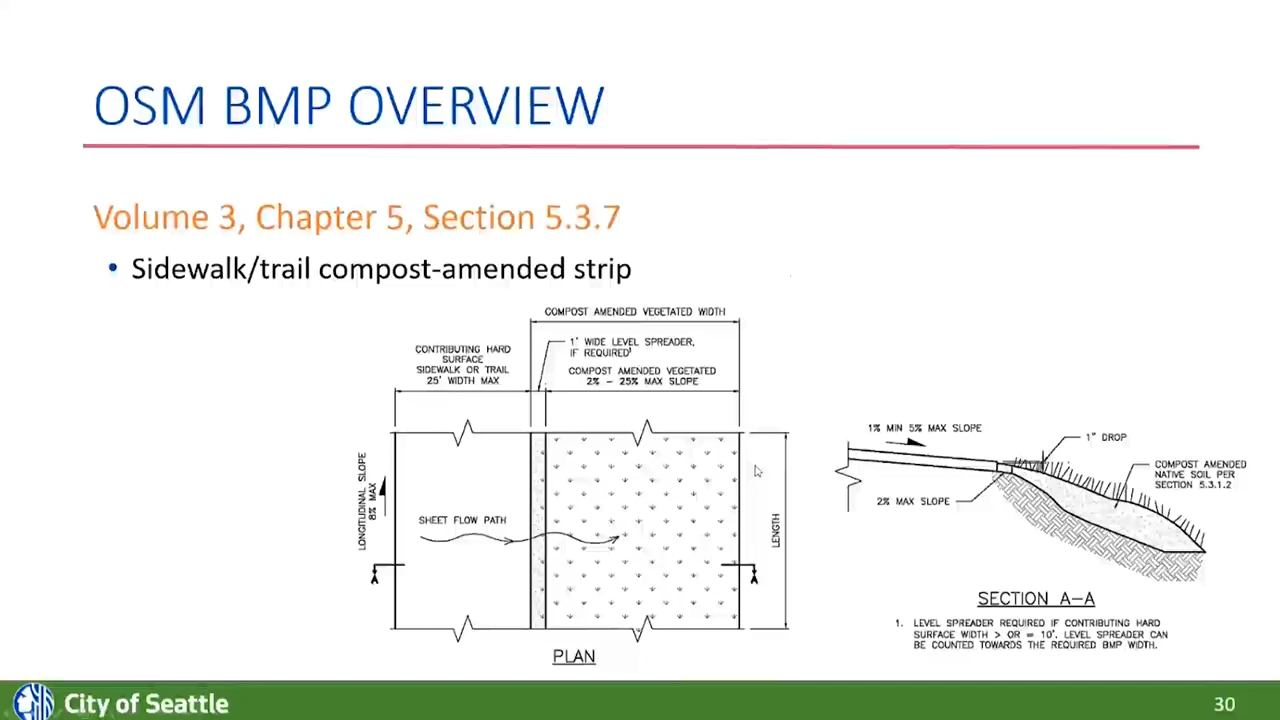 OSM BMP OVERVIEW
Volume 3, Chapter 5, Section 5.3.7
• Sidewalk/trail compost-amended strip
COMPOST AMENDED VEGETATED WIDTH
1' WIDE LEVEL SPREADER,
IF REQUIRED¹
CONTRIBUTING HARD
SURFACE
SIDEWALK OR TRAIL
25' WIDTH MAX
COMPOST AMENDED VEGETATED
2% - 25% MAX SLOPE
LONGITUDINAL SLOPE
8% MAX
SHEET FLOW PATH
LENGTH
A
A
PLAN
1% MIN 5% MAX SLOPE
1" DROP
COMPOST AMENDED
NATIVE SOIL PER
SECTION 5.3.1.2
2% MAX SLOPE
SECTION A-A
1. LEVEL SPREADER REQUIRED IF CONTRIBUTING HARD
SURFACE WIDTH > OR = 10'. LEVEL SPREADER CAN
BE COUNTED TOWARDS THE REQUIRED BMP WIDTH.
City of Seattle
30